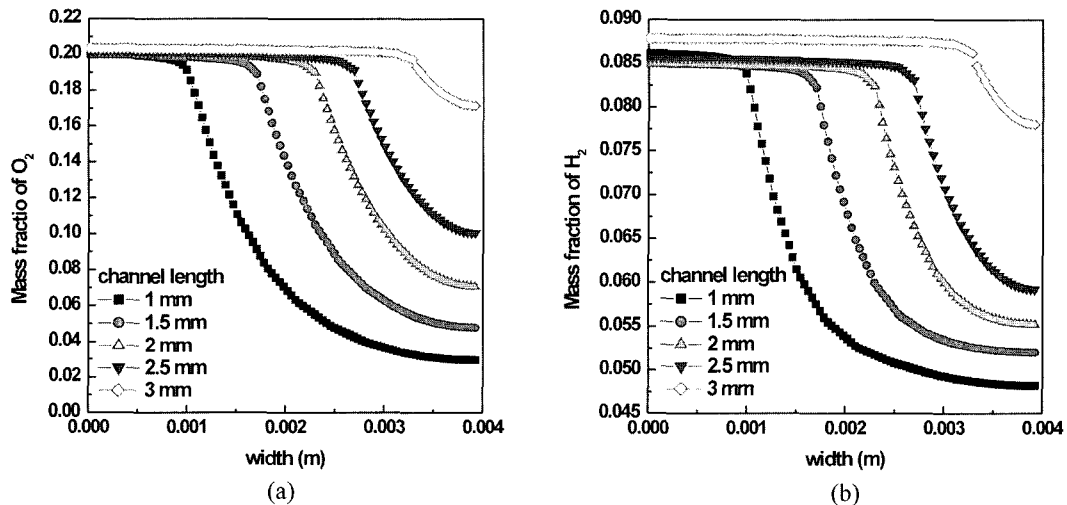 0.22
0.20
0.18
0.16
0.14
0.12
0.10
0.08
0.06
0.04
0.02
0.00
Mass fractio of O2
channel length
1 mm
1.5 mm
2 mm
2.5 mm
3 mm
0.000 0.001 0.002 0.003 0.004
width (m)
(a)
0.090
0.085
0.080
0.075
0.070
0.065
0.060
0.055
0.050
0.045
Mass fraction of H2
channel length
1 mm
1.5 mm
2 mm
2.5 mm
3 mm
0.000 0.001 0.002 0.003 0.004
width (m)
(b)